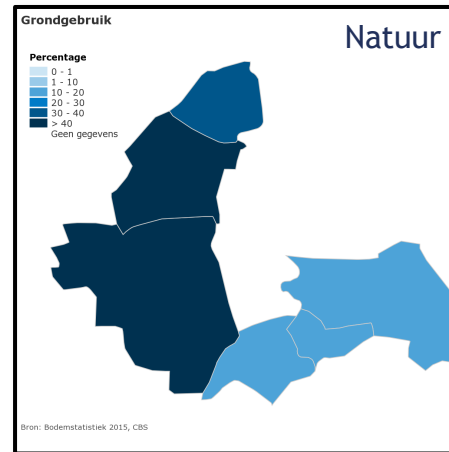 Grondgebruik
Natuur
Percentage
0 - 1
1 - 10
10 - 20
20 - 30
30 - 40
> 40
Geen gegevens
Bron: Bodemstatistiek 2015, CBS